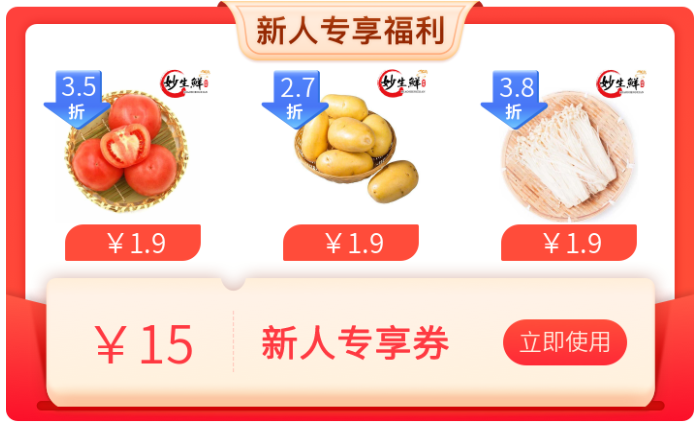 新人专享福利
3.5
折
妙生鲜
2.7
折
妙生鲜
3.8
折
妙生鲜
￥1.9
￥1.9
￥1.9
￥15
新人专享券
立即使用